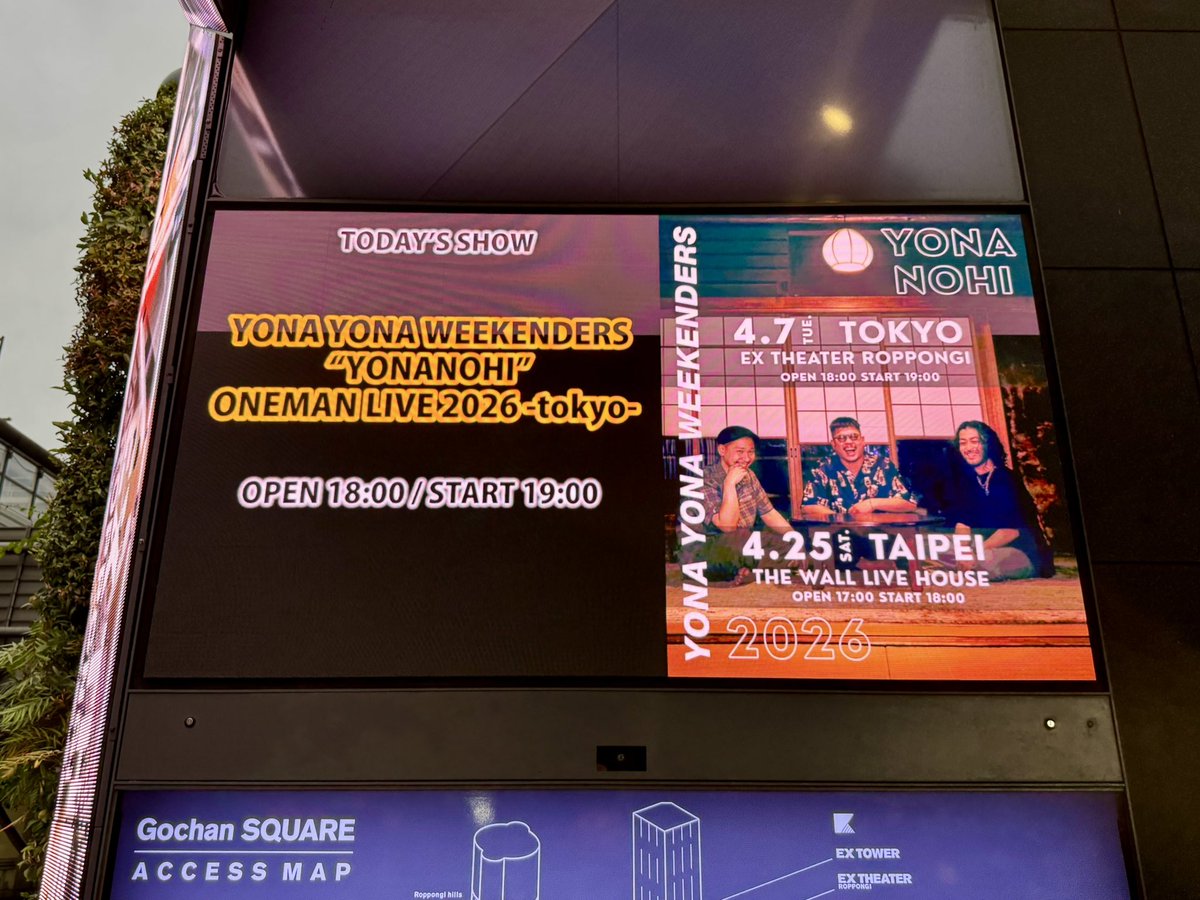 TODAY'S SHOW
YONA YONA WEEKENDERS
"YONANOHI"
ONEMAN LIVE 2026 -tokyo-
OPEN 18:00 / START 19:00
YONA YONA WEEKENDERS
YONA
NOHI
4.7 TUE. TOKYO
EX THEATER ROPPONGI
OPEN 18:00 START 19:00
4.25 SAT. TAIPEI
THE WALL LIVE HOUSE
OPEN 17:00 START 18:00
2026
Gochan SQUARE
ACCESS MAP
Roppongi hills
EX TOWER
EX THEATER
ROPPONGI